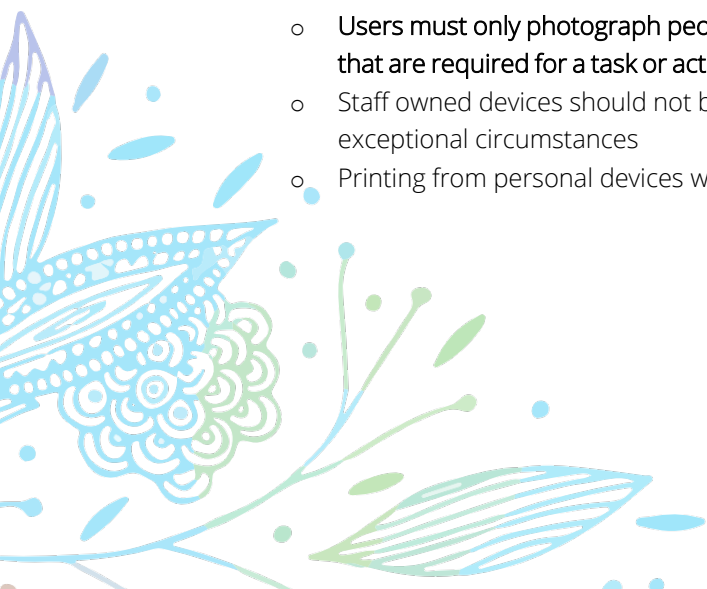 o Users must only photograph
that are required for a task or
o Staff owned devices should not
exceptional circumstances
o Printing from personal devices